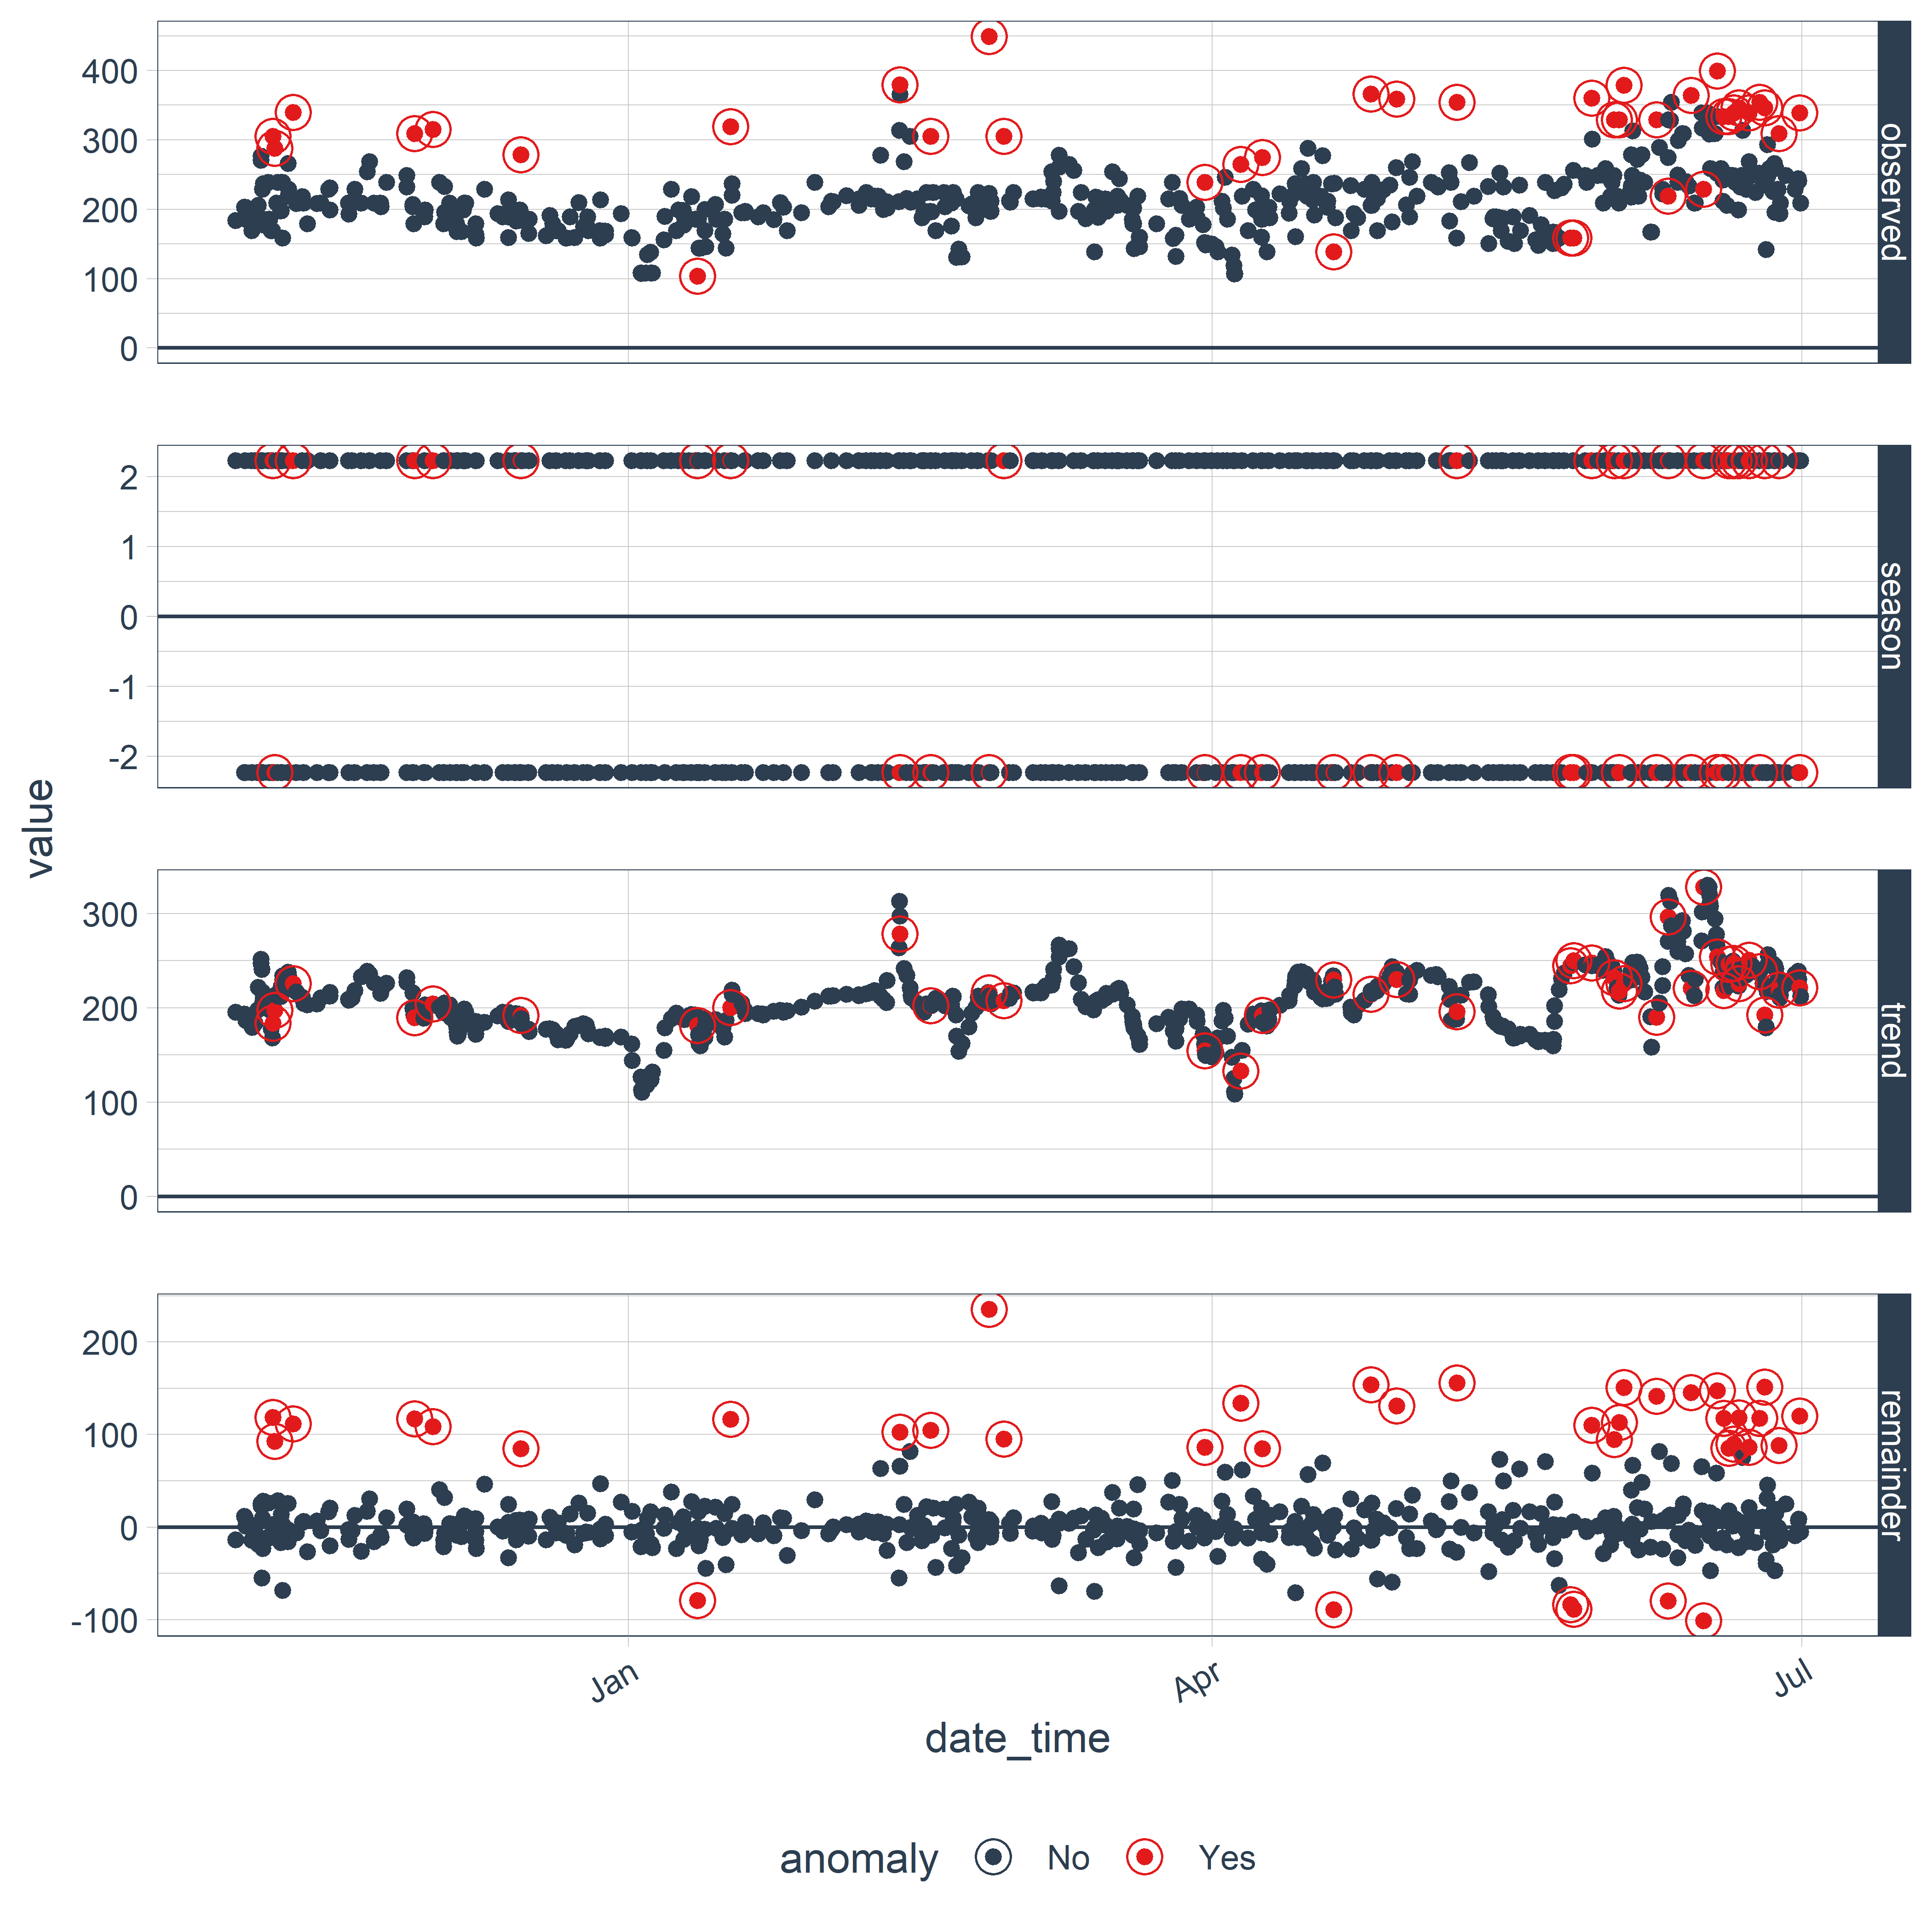 400
300
200
100
0
observed
2
1
0
-1
-2
season
value
300
200
100
0
trend
200
100
0
-100
remainder
Jan
Apr
Jul
date_time
anomaly No Yes